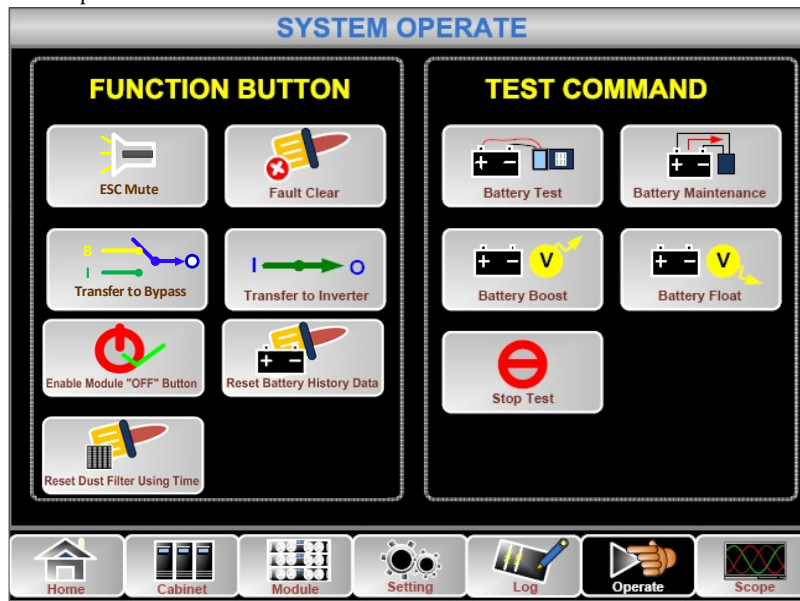 SYSTEM OPERATE
FUNCTION BUTTON
ESC Mute
Fault Clear
B
I
Transfer to Bypass
I O
Transfer to Inverter
Enable Module "OFF" Button
+ -
Reset Battery History Data
Reset Dust Filter Using Time
TEST COMMAND
+ -
Battery Test
+ -
Battery Maintenance
+ - V
Battery Boost
+ - V
Battery Float
Stop Test
Home
Cabinet
Module
Setting
Log
Operate
Scope